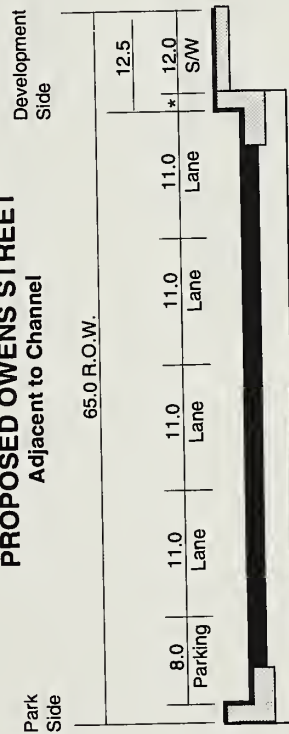 PROPOSED OWENS STREET
Adjacent to Channel
Park
Side
Development
Side
65.0 R.O.W.
12.5
8.0
Parking
11.0
Lane
11.0
Lane
11.0
Lane
11.0
Lane
*
12.0
S/W